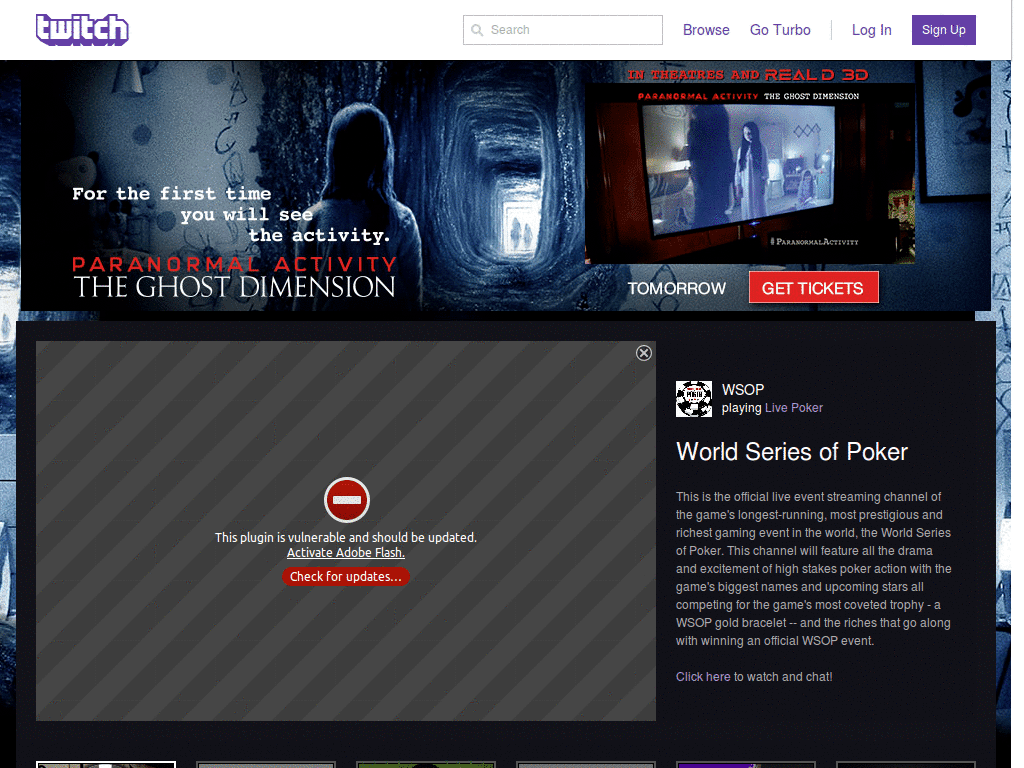 twitch
Search
Browse
Go Turbo
Log In
Sign Up
IN THEATRES AND REAL D 3D
PARANORMAL ACTIVITY THE GHOST DIMENSION
#PARANORMALACTIVITY
For the first time
you will see
the activity.
PARANORMAL ACTIVITY
THE GHOST DIMENSION
TOMORROW
GET TICKETS
This plugin is vulnerable and should be updated.
Activate Adobe Flash.
Check for updates...
WSOP
playing Live Poker
World Series of Poker
This is the official live event streaming channel of
the game's longest-running, most prestigious and
richest gaming event in the world, the World Series
of Poker. This channel will feature all the drama
and excitement of high stakes poker action with the
game's biggest names and upcoming stars all
competing for the game's most coveted trophy - a
WSOP gold bracelet -- and the riches that go along
with winning an official WSOP event.
Click here to watch and chat!